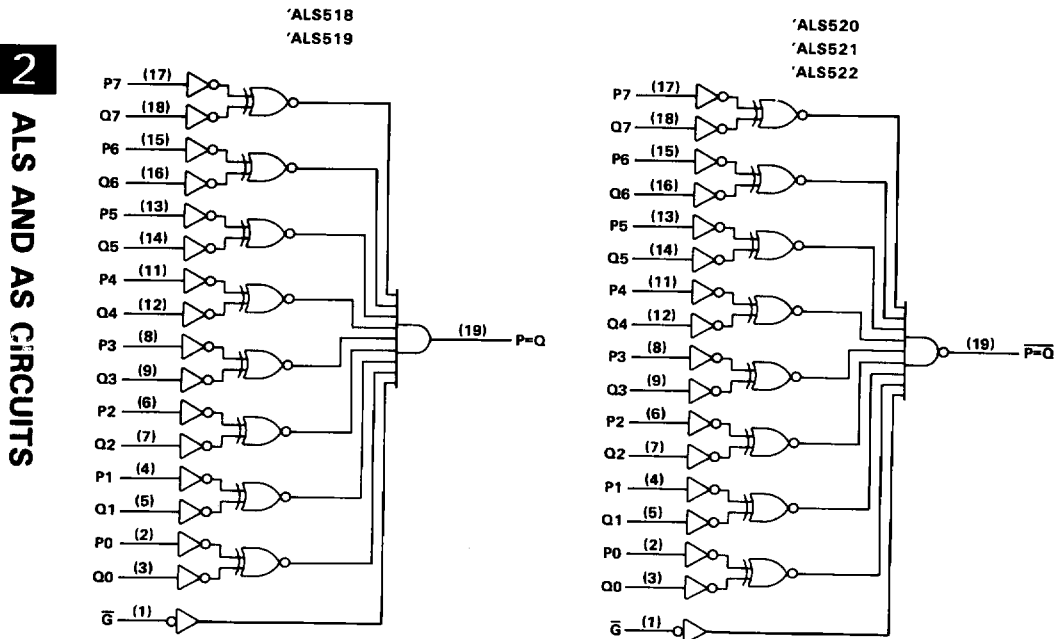 2
ALS AND AS CIRCUITS
'ALS518
'ALS519
P7 (17)
Q7 (18)
P6 (15)
Q6 (16)
P5 (13)
Q5 (14)
P4 (11)
Q4 (12)
P3 (8)
Q3 (9)
P2 (6)
Q2 (7)
P1 (4)
Q1 (5)
P0 (2)
Q0 (3)
G̅ (1)
(19) P=Q
'ALS520
'ALS521
'ALS522
P7 (17)
Q7 (18)
P6 (15)
Q6 (16)
P5 (13)
Q5 (14)
P4 (11)
Q4 (12)
P3 (8)
Q3 (9)
P2 (6)
Q2 (7)
P1 (4)
Q1 (5)
P0 (2)
Q0 (3)
G̅ (1)
(19) P̅=̅Q̅